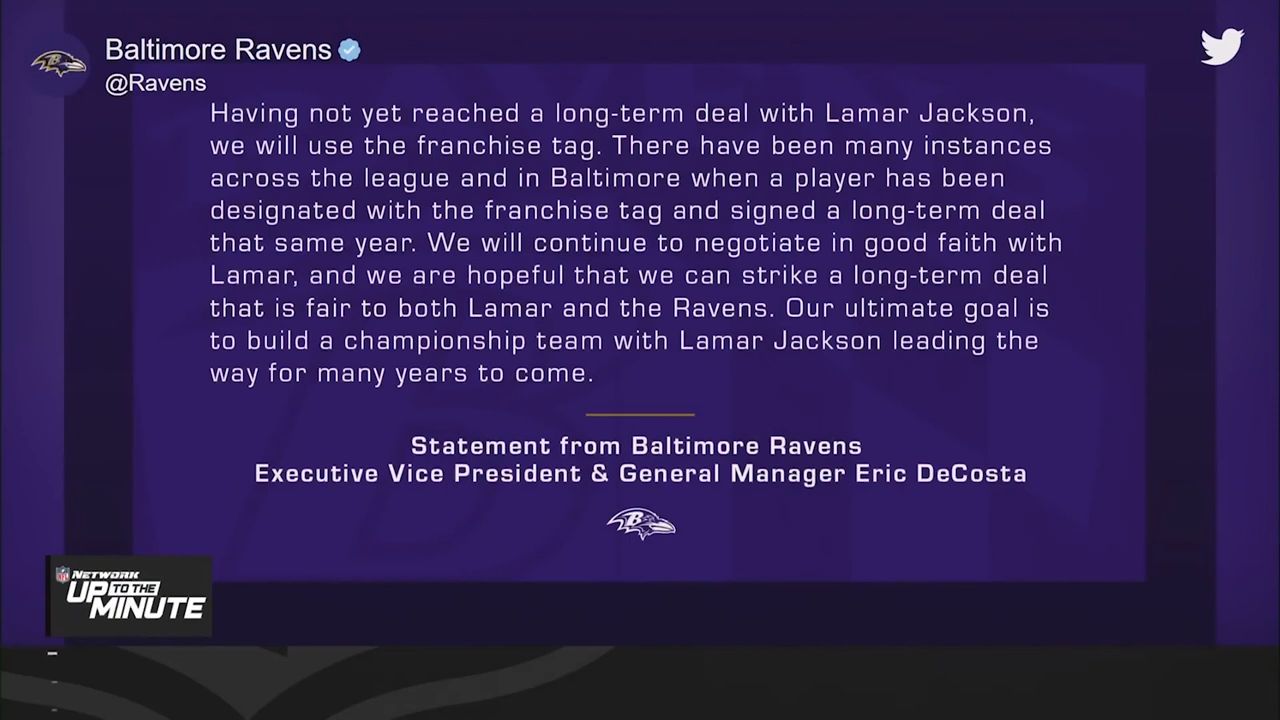 Baltimore Ravens
@Ravens
Having not yet reached a long-term deal with Lamar Jackson,
we will use the franchise tag. There have been many instances
across the league and in Baltimore when a player has been
designated with the franchise tag and signed a long-term deal
that same year. We will continue to negotiate in good faith with
Lamar, and we are hopeful that we can strike a long-term deal
that is fair to both Lamar and the Ravens. Our ultimate goal is
to build a championship team with Lamar Jackson leading the
way for many years to come.
Statement from Baltimore Ravens
Executive Vice President & General Manager Eric DeCosta
B
NFL NETWORK
UP TO THE
MINUTE